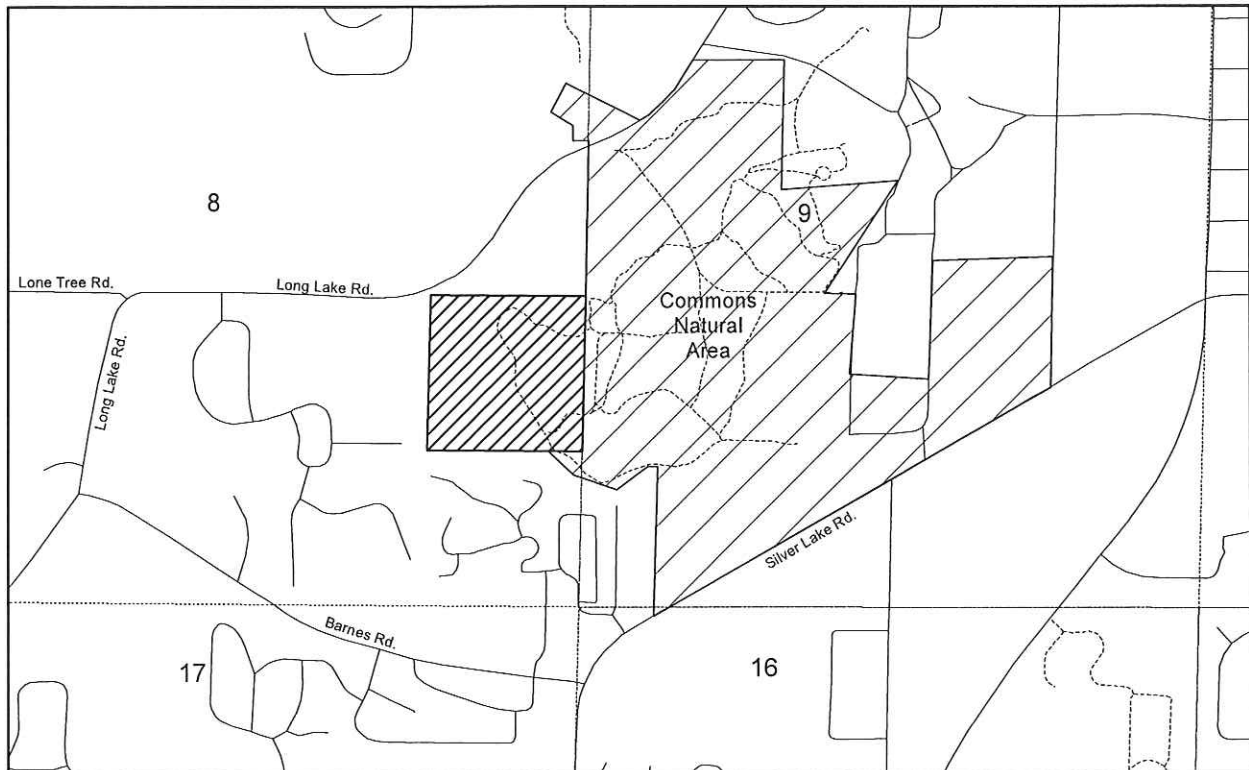 8
9
Lone Tree Rd.
Long Lake Rd.
Commons
Natural
Area
Long Lake Rd.
Silver Lake Rd.
Barnes Rd.
17
16